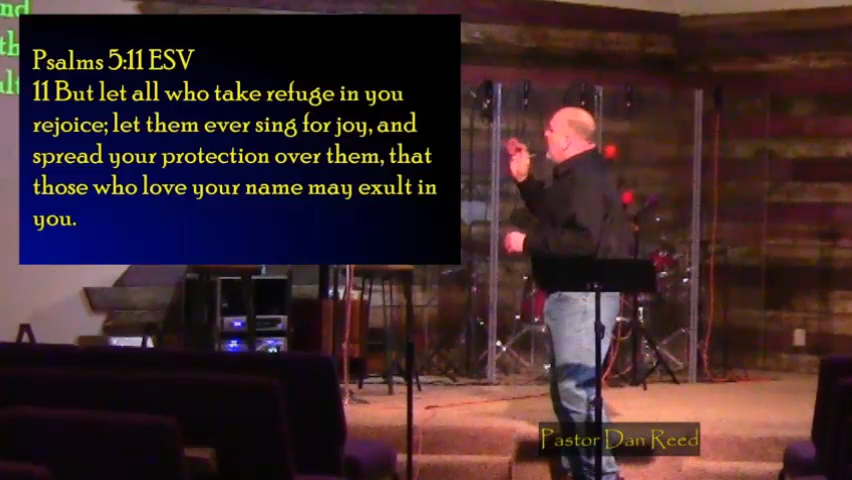 Psalms 5:11 ESV
11 But let all who take refuge in you
rejoice; let them ever sing for joy, and
spread your protection over them, that
those who love your name may exult in
you.
Pastor Dan Reed